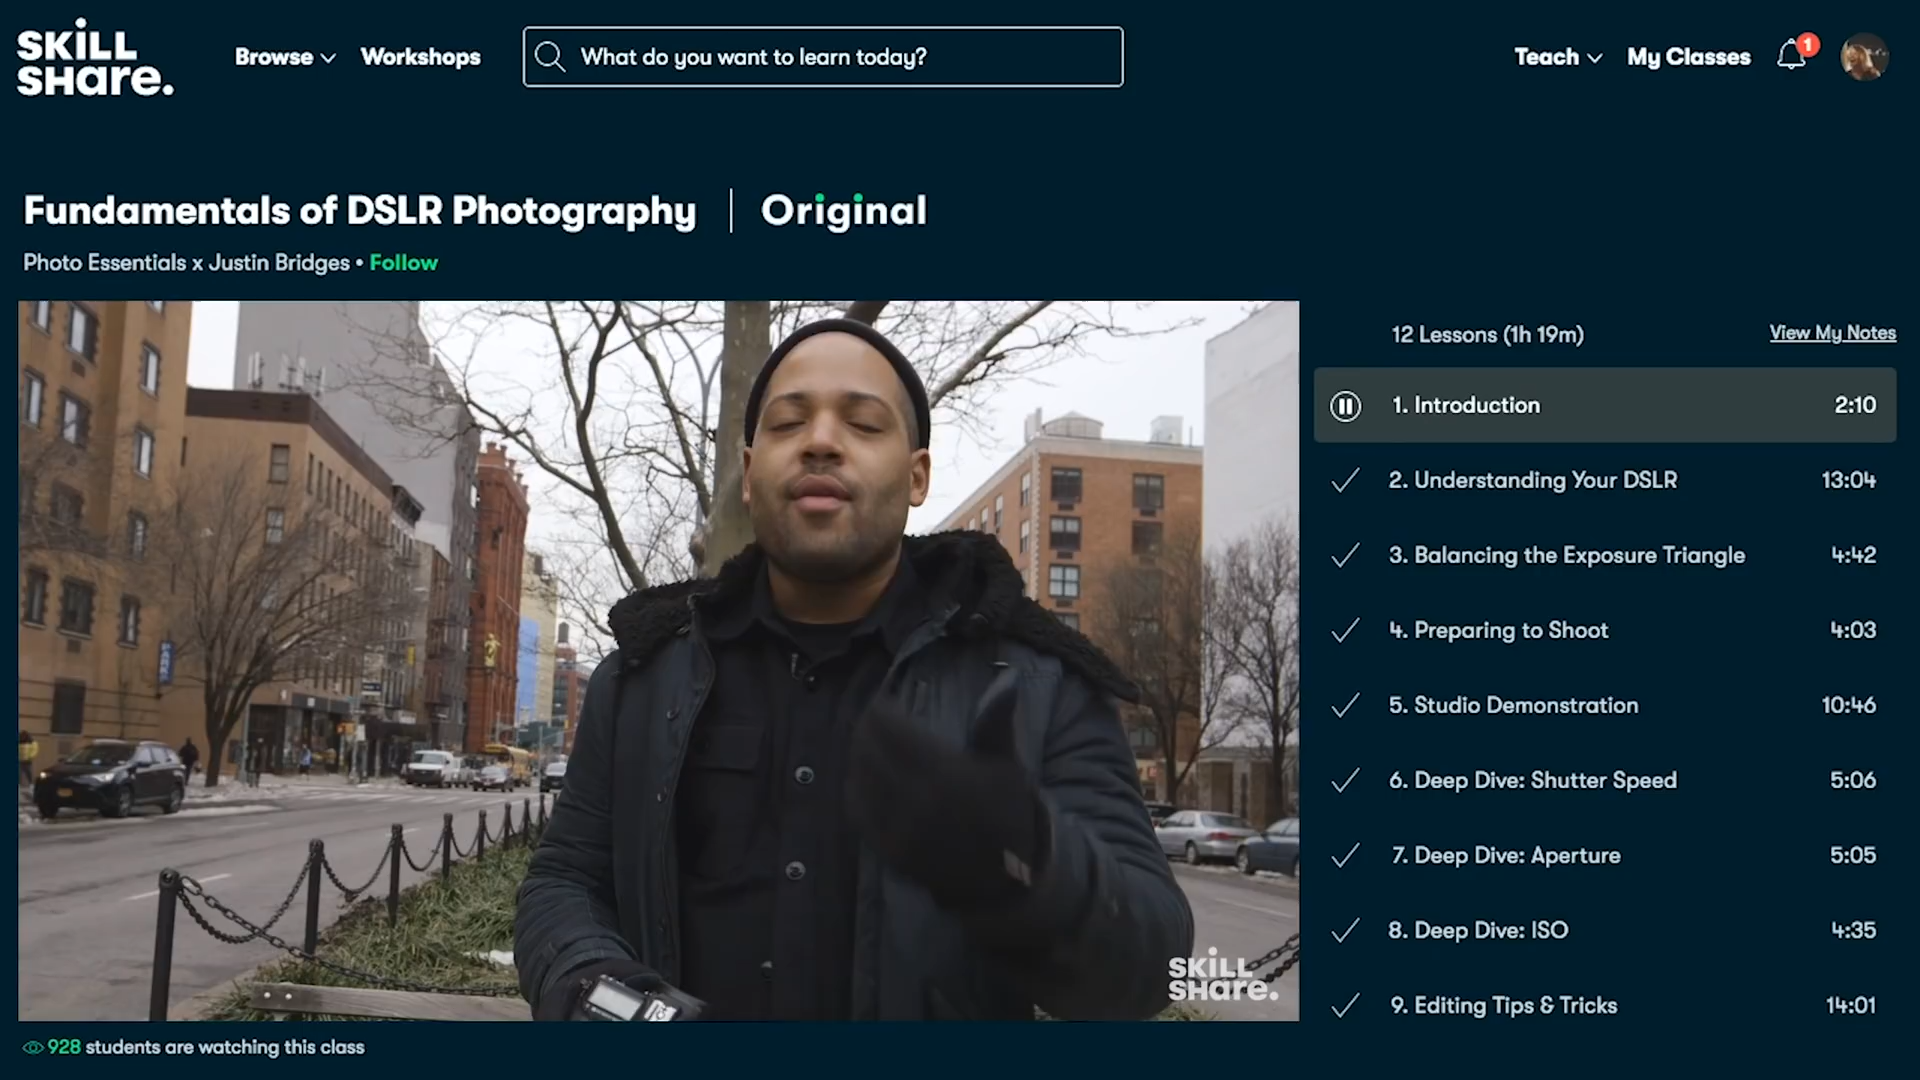 SKILL
SHare.
Browse
Workshops
What do you want to learn today?
Teach
My Classes
1
Fundamentals of DSLR Photography
Original
Photo Essentials x Justin Bridges • Follow
12 Lessons (1h 19m)
View My Notes
1. Introduction 2:10
2. Understanding Your DSLR 13:04
3. Balancing the Exposure Triangle 4:42
4. Preparing to Shoot 4:03
5. Studio Demonstration 10:46
6. Deep Dive: Shutter Speed 5:06
7. Deep Dive: Aperture 5:05
8. Deep Dive: ISO 4:35
9. Editing Tips & Tricks 14:01
PARK
SKILL
SHare.
928 students are watching this class